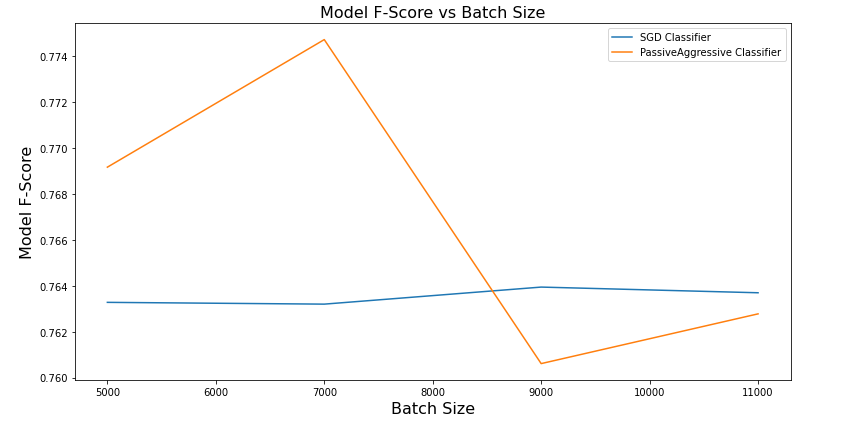 Model F-Score vs Batch Size
SGD Classifier
PassiveAggressive Classifier
Model F-Score
0.774
0.772
0.770
0.768
0.766
0.764
0.762
0.760
5000 6000 7000 8000 9000 10000 11000
Batch Size